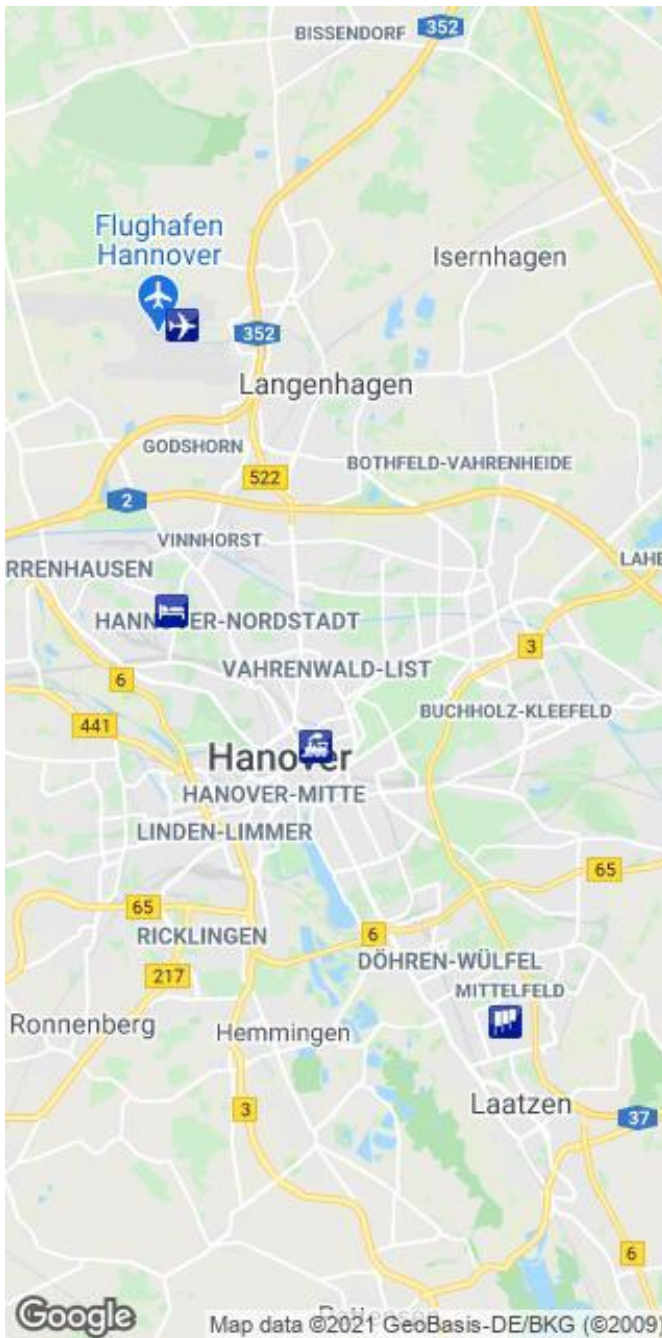 BISSENDORF
352
Flughafen
Hannover
Isernhagen
352
Langenhagen
GODSHORN
BOTHFELD-VAHRENHEIDE
522
2
VINNHORST
LAHE
RRENHAUSEN
HANNOVER-NORDSTADT
3
VAHRENWALD-LIST
6
BUCHHOLZ-KLEEFELD
441
Hanover
HANOVER-MITTE
LINDEN-LIMMER
65
65
6
RICKLINGEN
DÖHREN-WÜLFEL
217
MITTELFELD
Ronnenberg
Hemmingen
Laatzen
3
37
6
Google
Map data ©2021 GeoBasis-DE/BKG (©2009)